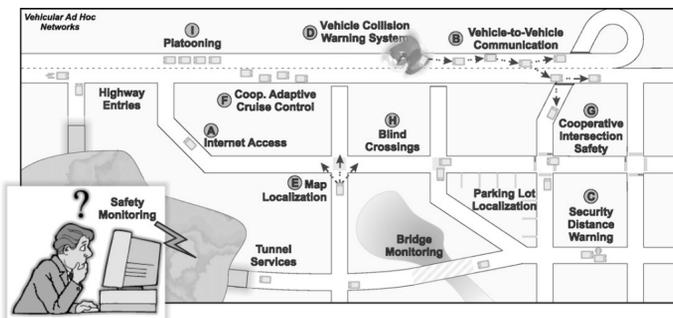 Vehicular Ad Hoc
Networks
I
Platooning
D Vehicle Collision
Warning System
B Vehicle-to-Vehicle
Communication
Highway
Entries
F Coop. Adaptive
Cruise Control
A
Internet Access
H
Blind
Crossings
G
Cooperative
Intersection
Safety
E Map
Localization
Parking Lot
Localization
C
Security
Distance
Warning
?
Safety
Monitoring
Tunnel
Services
Bridge
Monitoring